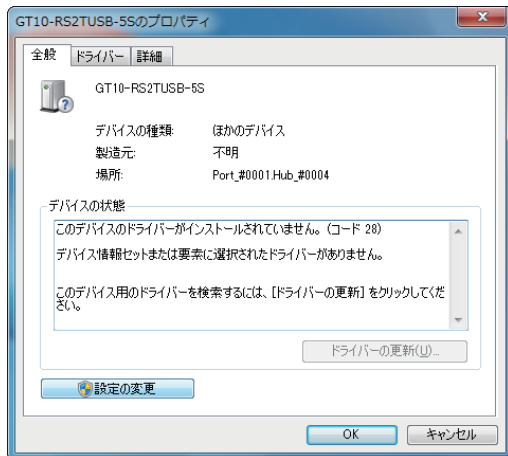 GT10-RS2TUSB-5Sのプロパティ
全般 ドライバー 詳細
GT10-RS2TUSB-5S
デバイスの種類: ほかのデバイス
製造元: 不明
場所: Port_#0001.Hub_#0004
デバイスの状態
このデバイスのドライバーがインストールされていません。(コード 28)
デバイス情報セットまたは要素に選択されたドライバーがありません。
このデバイス用のドライバーを検索するには、[ドライバーの更新] をクリックしてくだ
さい。
ドライバーの更新(U)...
設定の変更
OK キャンセル